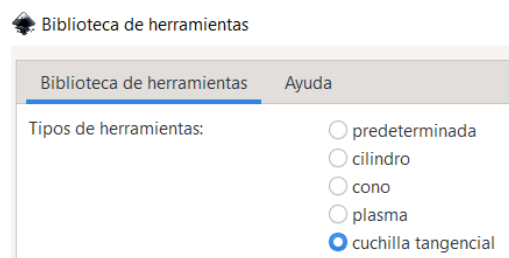 Biblioteca de herramientas
Biblioteca de herramientas Ayuda
Tipos de herramientas: predeterminada
cilindro
cono
plasma
cuchilla tangencial